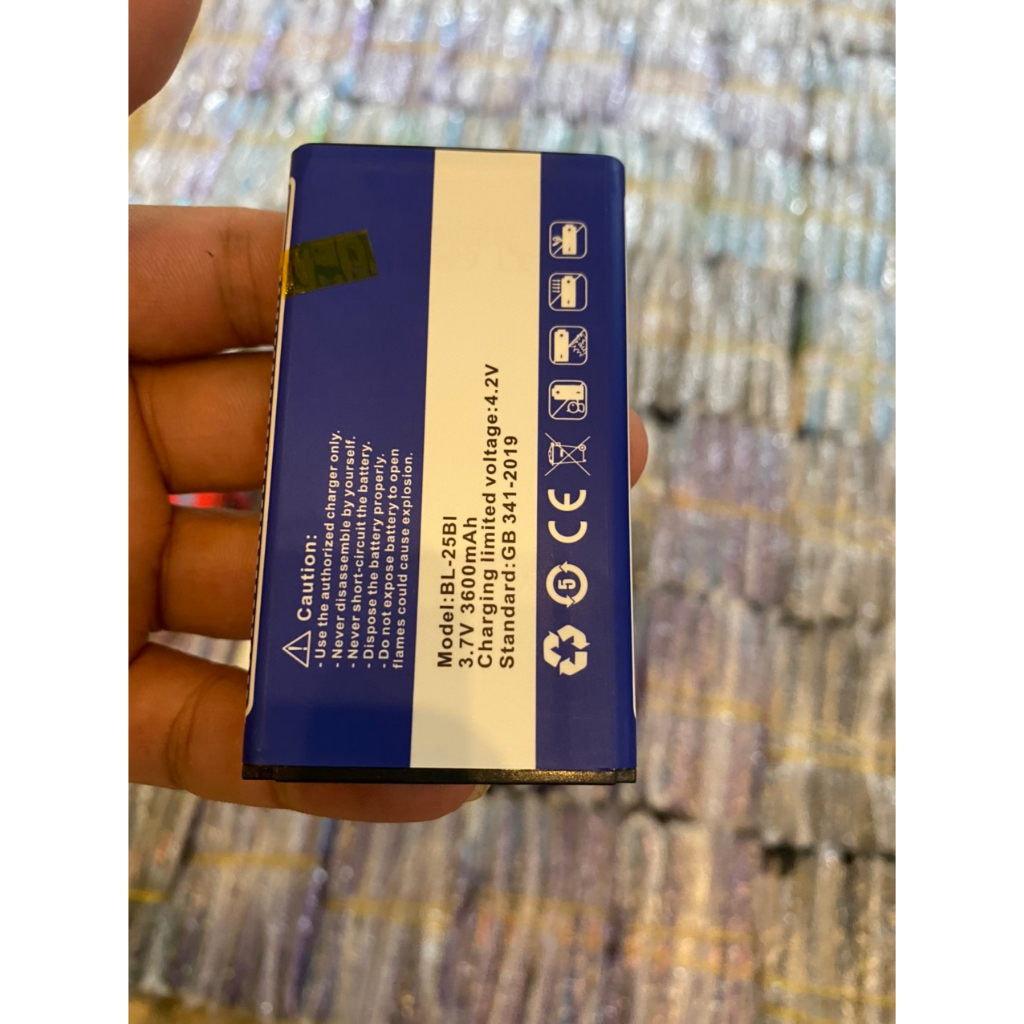 Caution:
- Use the authorized charger only.
- Never disassemble by yourself.
- Never short-circuit the battery.
- Dispose the battery properly.
- Do not expose battery to open
flames could cause explosion.
Model:BL-25BI
3.7V 3600mAh
Charging limited voltage:4.2V
Standard:GB 341-2019
5
CE